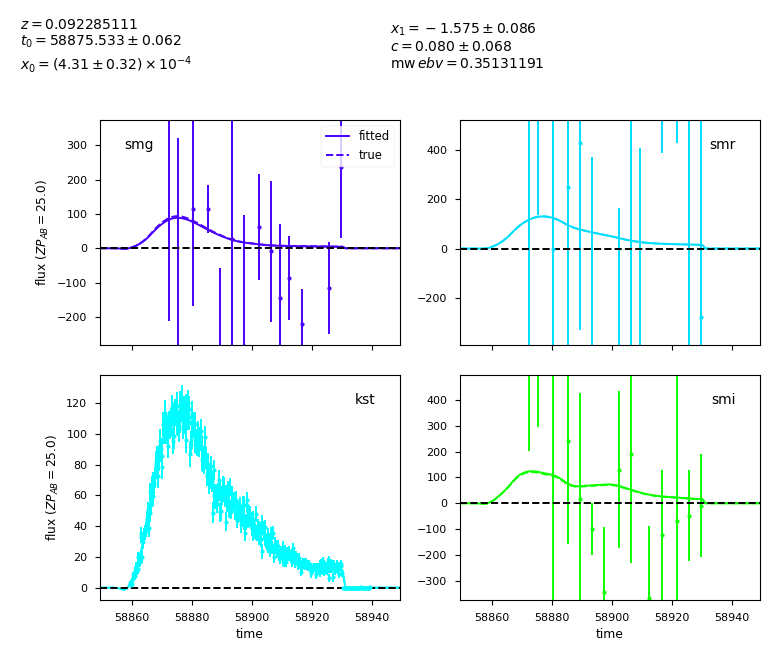 z = 0.092285111
t0 = 58875.533 ± 0.062
x0 = (4.31 ± 0.32) × 10^−4
x1 = −1.575 ± 0.086
c = 0.080 ± 0.068
mw ebv = 0.35131191
smg
fitted
true
300
200
100
0
−100
−200
flux (ZP_AB = 25.0)
smr
400
200
0
−200
kst
120
100
80
60
40
20
0
flux (ZP_AB = 25.0)
58860 58880 58900 58920 58940
time
smi
400
300
200
100
0
−100
−200
−300
58860 58880 58900 58920 58940
time